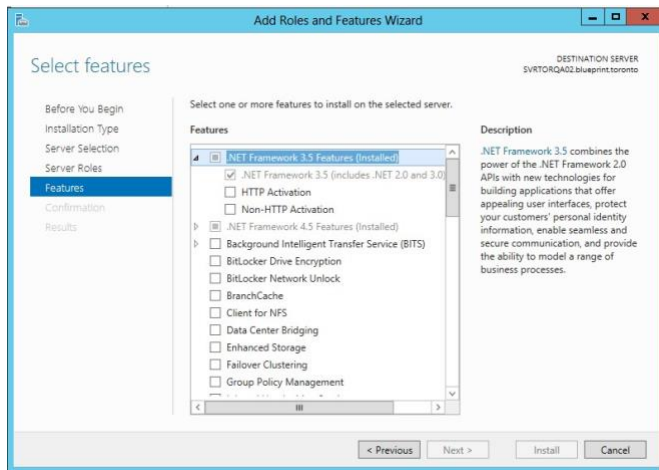 Add Roles and Features Wizard
Select features
DESTINATION SERVER
SVRTORQA02.blueprint.toronto
Before You Begin
Installation Type
Server Selection
Server Roles
Features
Confirmation
Results
Select one or more features to install on the selected server.
Features
.NET Framework 3.5 Features (Installed)
.NET Framework 3.5 (includes .NET 2.0 and 3.0)
HTTP Activation
Non-HTTP Activation
.NET Framework 4.5 Features (Installed)
Background Intelligent Transfer Service (BITS)
BitLocker Drive Encryption
BitLocker Network Unlock
BranchCache
Client for NFS
Data Center Bridging
Enhanced Storage
Failover Clustering
Group Policy Management
Description
.NET Framework 3.5 combines the
power of the .NET Framework 2.0
APIs with new technologies for
building applications that offer
appealing user interfaces, protect
your customers' personal identity
information, enable seamless and
secure communication, and provide
the ability to model a range of
business processes.
< Previous
Next >
Install
Cancel